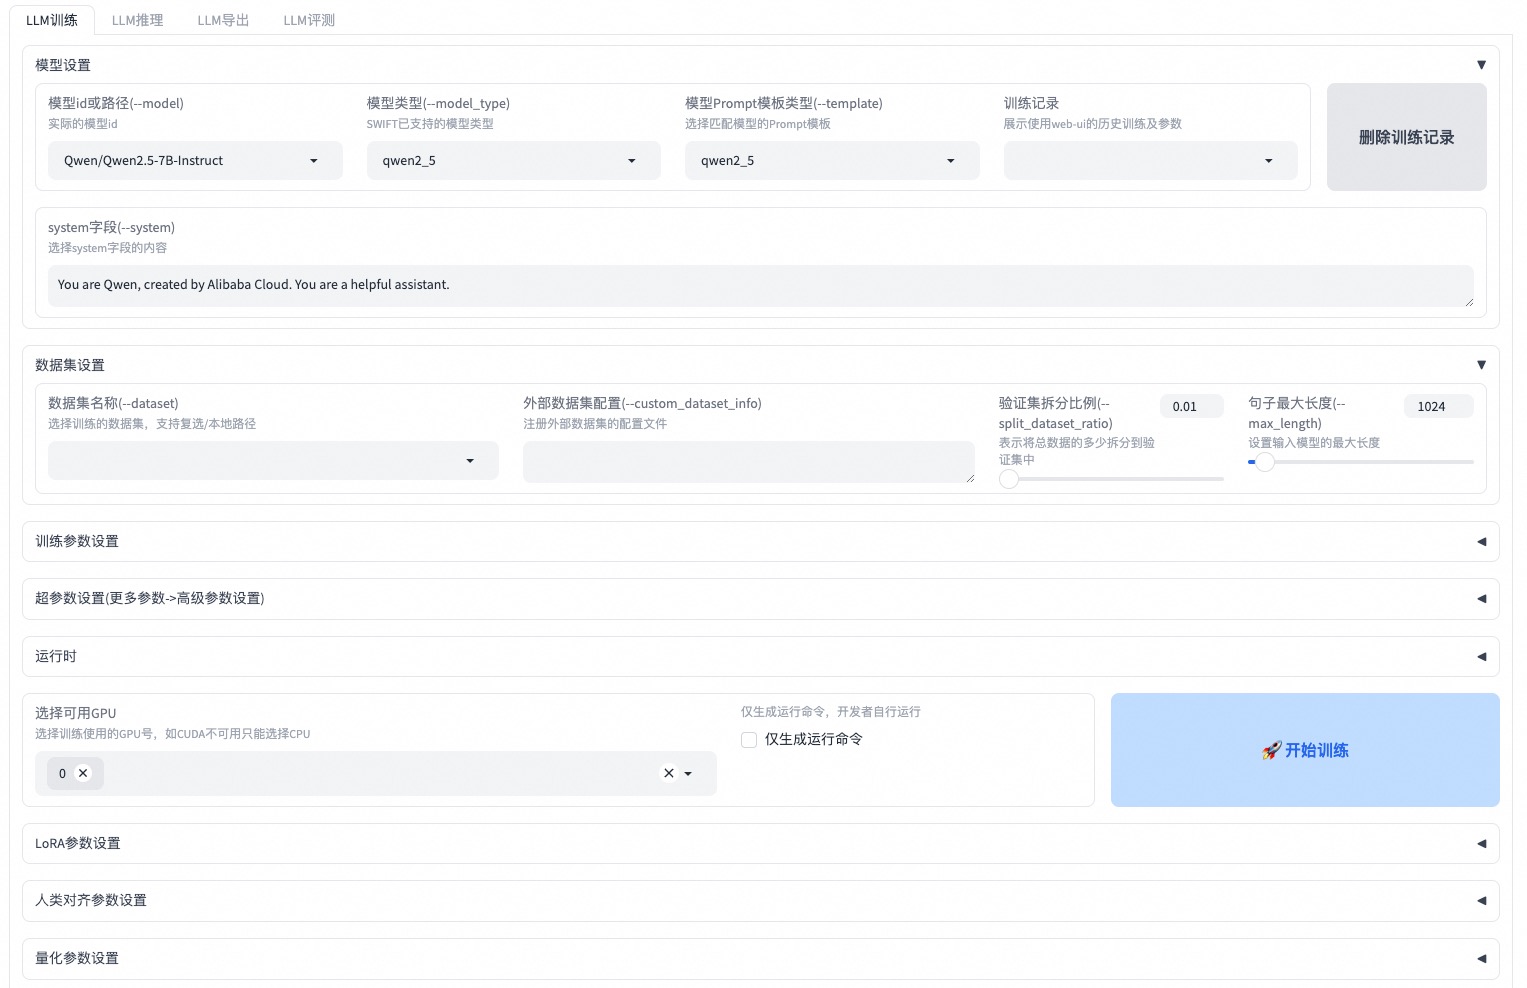 LLM训练 LLM推理 LLM导出 LLM评测
模型设置
模型id或路径(--model)
实际的模型id
Qwen/Qwen2.5-7B-Instruct
模型类型(--model_type)
SWIFT已支持的模型类型
qwen2_5
模型Prompt模板类型(--template)
选择匹配模型的Prompt模板
qwen2_5
训练记录
展示使用web-ui的历史训练及参数
删除训练记录
system字段(--system)
选择system字段的内容
You are Qwen, created by Alibaba Cloud. You are a helpful assistant.
数据集设置
数据集名称(--dataset)
选择训练的数据集，支持复选/本地路径
外部数据集配置(--custom_dataset_info)
注册外部数据集的配置文件
验证集拆分比例(--
split_dataset_ratio)
表示将总数据的多少拆分到验
证集中
0.01
句子最大长度(--
max_length)
设置输入模型的最大长度
1024
训练参数设置
超参数设置(更多参数->高级参数设置)
运行时
选择可用GPU
选择训练使用的GPU号，如CUDA不可用只能选择CPU
0
仅生成运行命令，开发者自行运行
仅生成运行命令
🚀开始训练
LoRA参数设置
人类对齐参数设置
量化参数设置